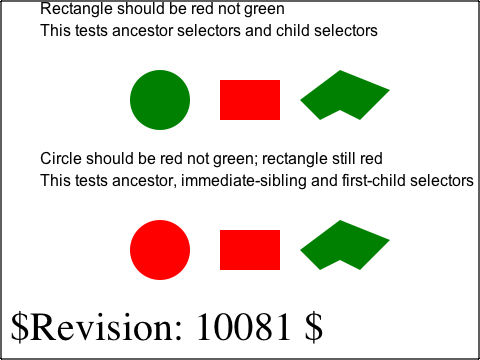 Rectangle should be red not green
This tests ancestor selectors and child selectors
Circle should be red not green; rectangle still red
This tests ancestor, immediate-sibling and first-child selectors
$Revision: 10081 $